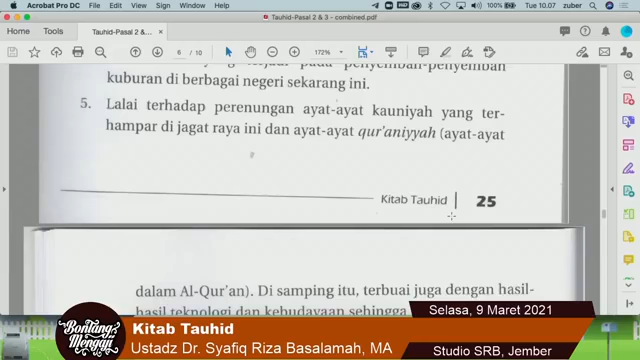 Acrobat Pro DC File Edit View Sign Window Help
Tue 10.07 zuber
Tauhid-Pasal 2 & 3 - combined.pdf
Home Tools Tauhid-Pasal 2 &... ×
6 / 10 172%
kuburan di berbagai negeri sekarang ini.
5. Lalai terhadap perenungan ayat-ayat kauniyah yang ter-
hampar di jagat raya ini dan ayat-ayat qur'aniyyah (ayat-ayat
Kitab Tauhid | 25
dalam Al-Qur'an). Di samping itu, terbuai juga dengan hasil-
hasil teknologi dan kebudayaan sehingga
Bontang Mengaji
Selasa, 9 Maret 2021
Kitab Tauhid
Ustadz Dr. Syafiq Riza Basalamah, MA
Studio SRB, Jember